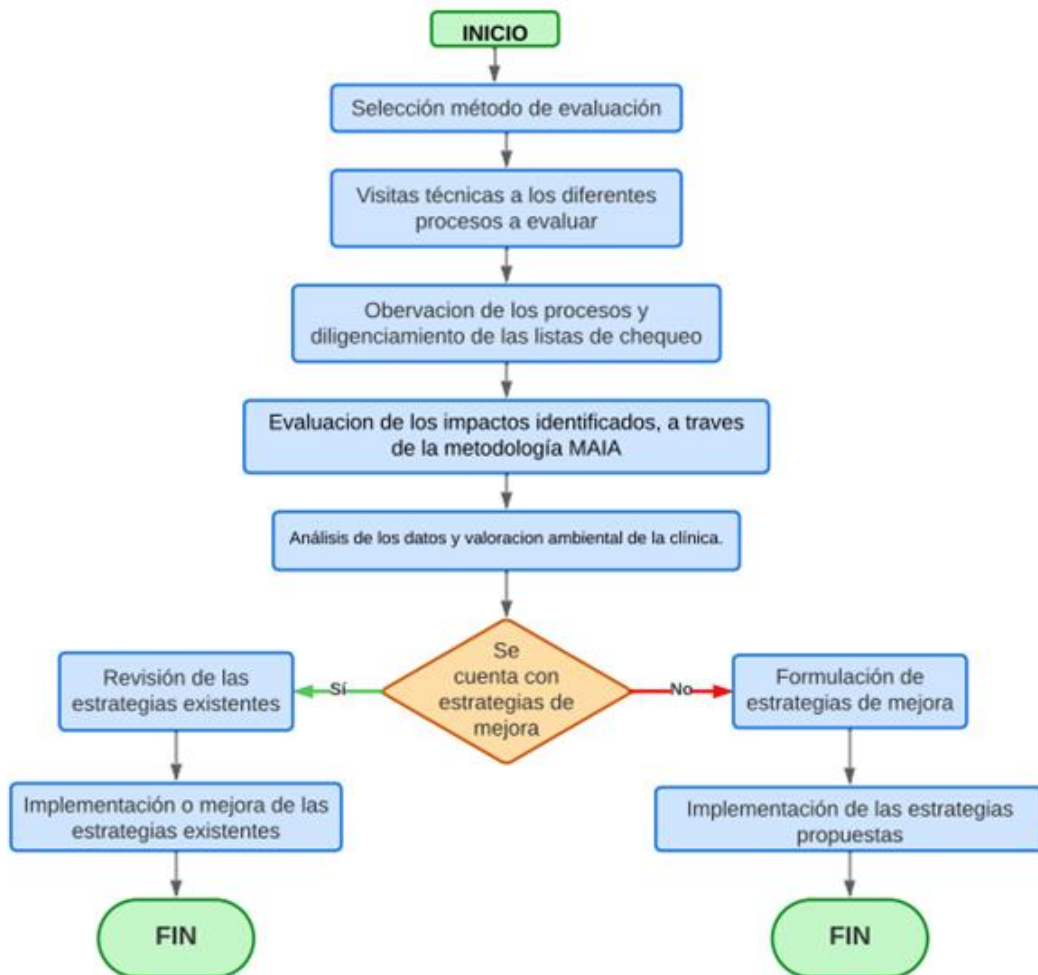 INICIO
Selección método de evaluación
Visitas técnicas a los diferentes
procesos a evaluar
Obervacion de los procesos y
diligenciamiento de las listas de chequeo
Evaluacion de los impactos identificados, a traves
de la metodología MAIA
Análisis de los datos y valoracion ambiental de la clínica.
Se
cuenta con
estrategias de
mejora
Sí
No
Revisión de las
estrategias existentes
Formulación de
estrategias de mejora
Implementación o mejora de las
estrategias existentes
Implementación de las estrategias
propuestas
FIN
FIN